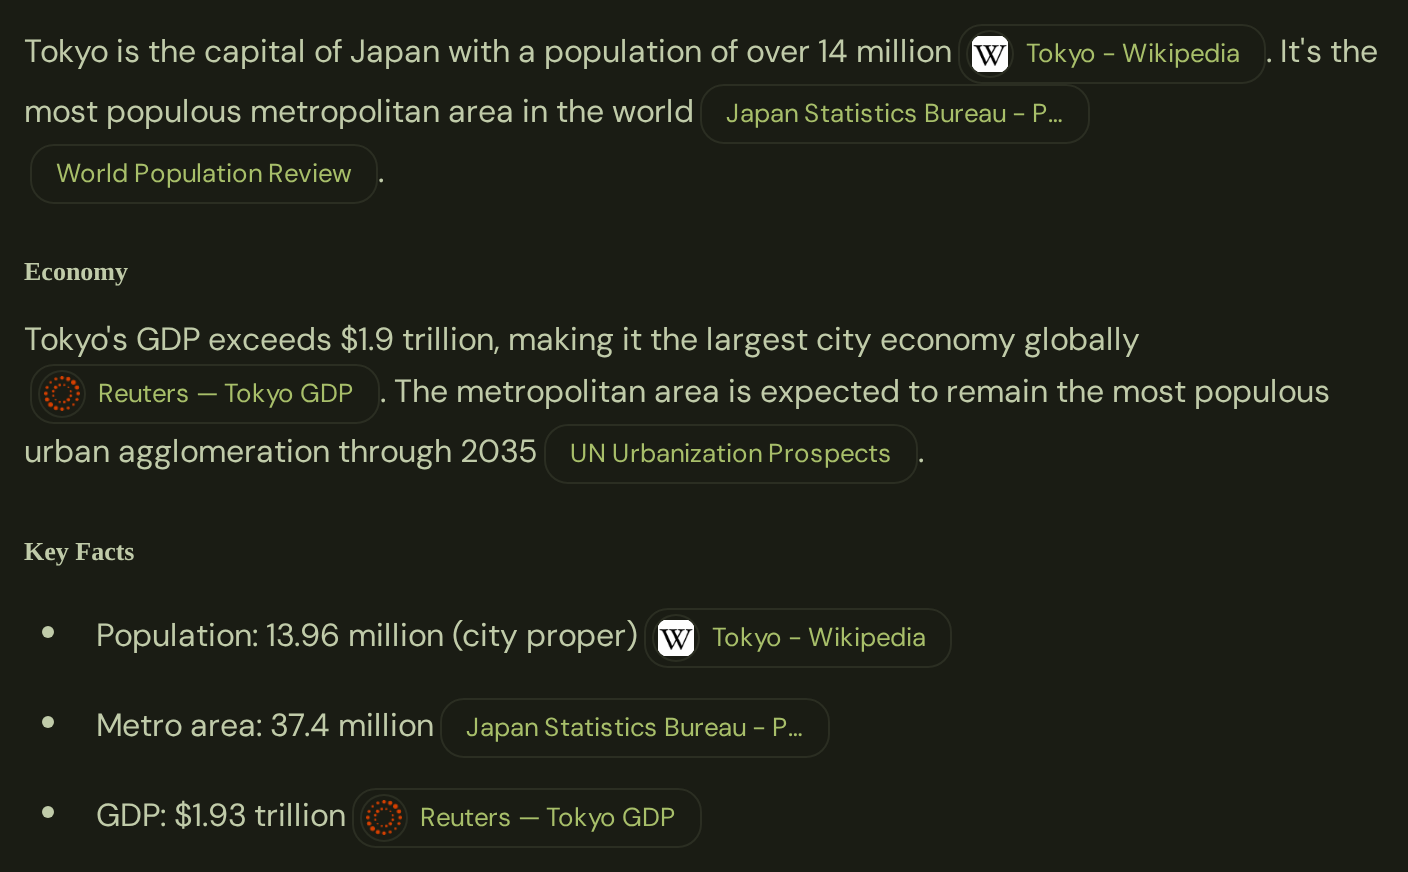 Tokyo is the capital of Japan with a population of over 14 million W Tokyo - Wikipedia . It's the
most populous metropolitan area in the world Japan Statistics Bureau - P...
World Population Review .
Economy
Tokyo's GDP exceeds $1.9 trillion, making it the largest city economy globally
Reuters — Tokyo GDP . The metropolitan area is expected to remain the most populous
urban agglomeration through 2035 UN Urbanization Prospects .
Key Facts
• Population: 13.96 million (city proper) W Tokyo - Wikipedia
• Metro area: 37.4 million Japan Statistics Bureau - P...
• GDP: $1.93 trillion Reuters — Tokyo GDP